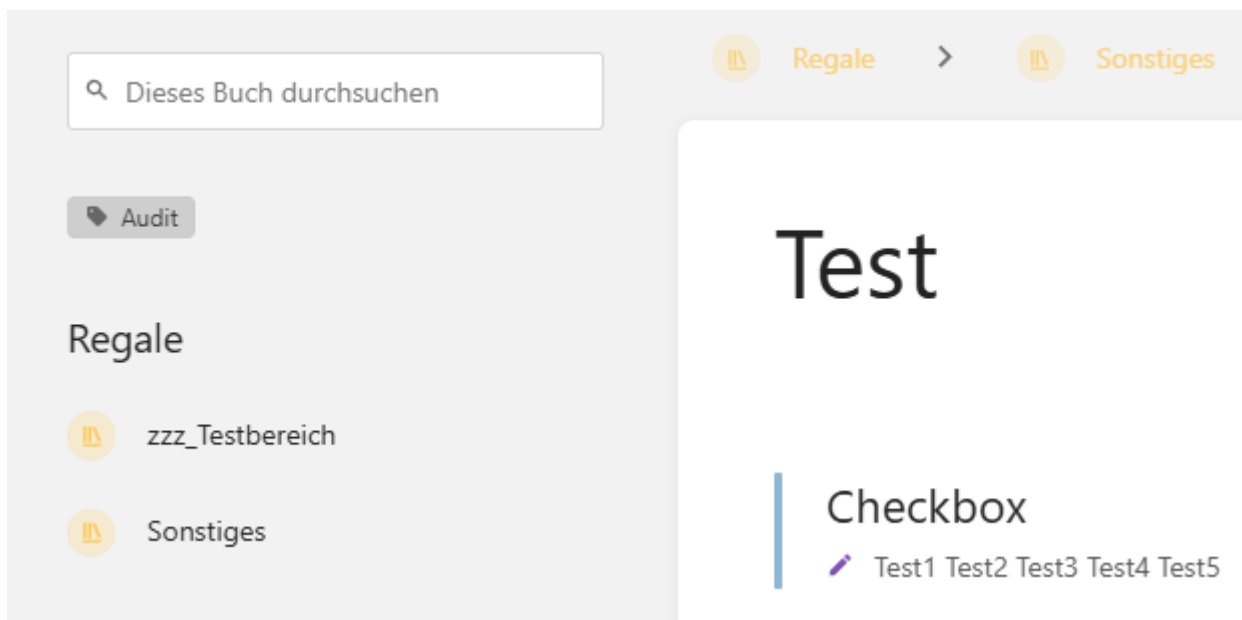 Dieses Buch durchsuchen
Audit
Regale
zzz_Testbereich
Sonstiges
Regale > Sonstiges
Test
Checkbox
Test1 Test2 Test3 Test4 Test5